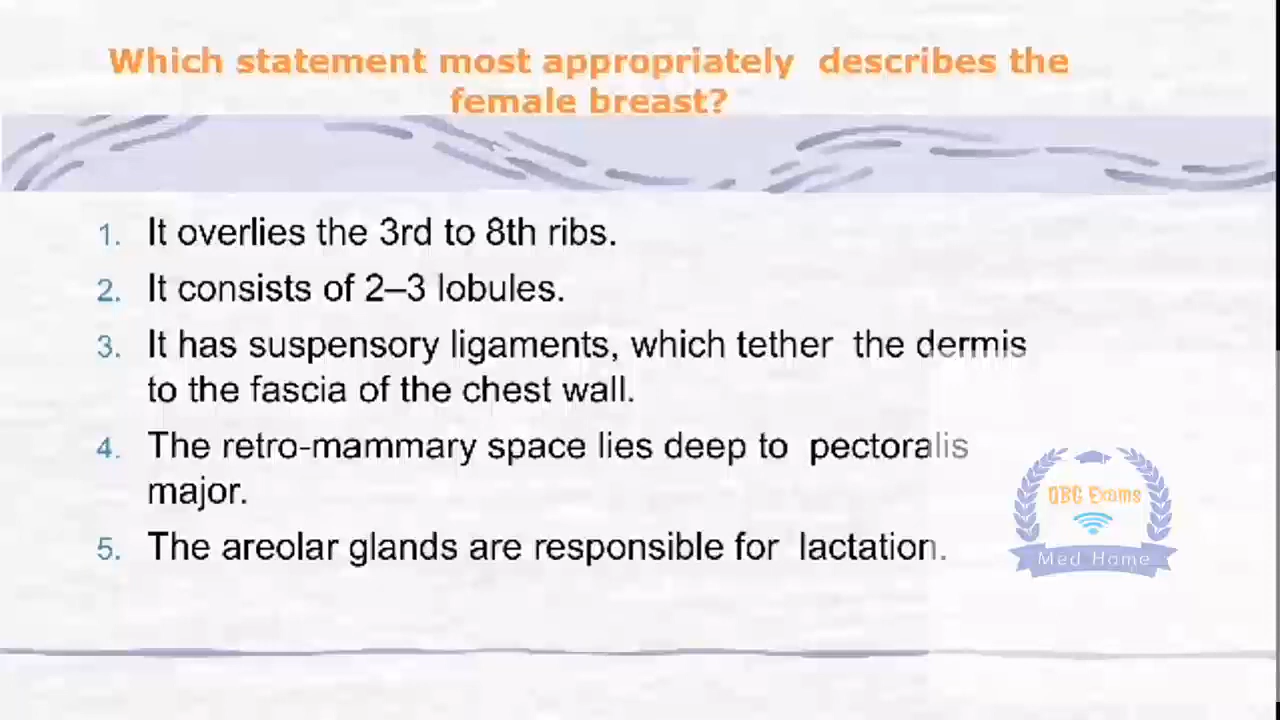 Which statement most appropriately describes the
female breast?
1. It overlies the 3rd to 8th ribs.
2. It consists of 2–3 lobules.
3. It has suspensory ligaments, which tether the dermis
to the fascia of the chest wall.
4. The retro-mammary space lies deep to pectoralis
major.
5. The areolar glands are responsible for lactation.
OBG Exams
Med Home